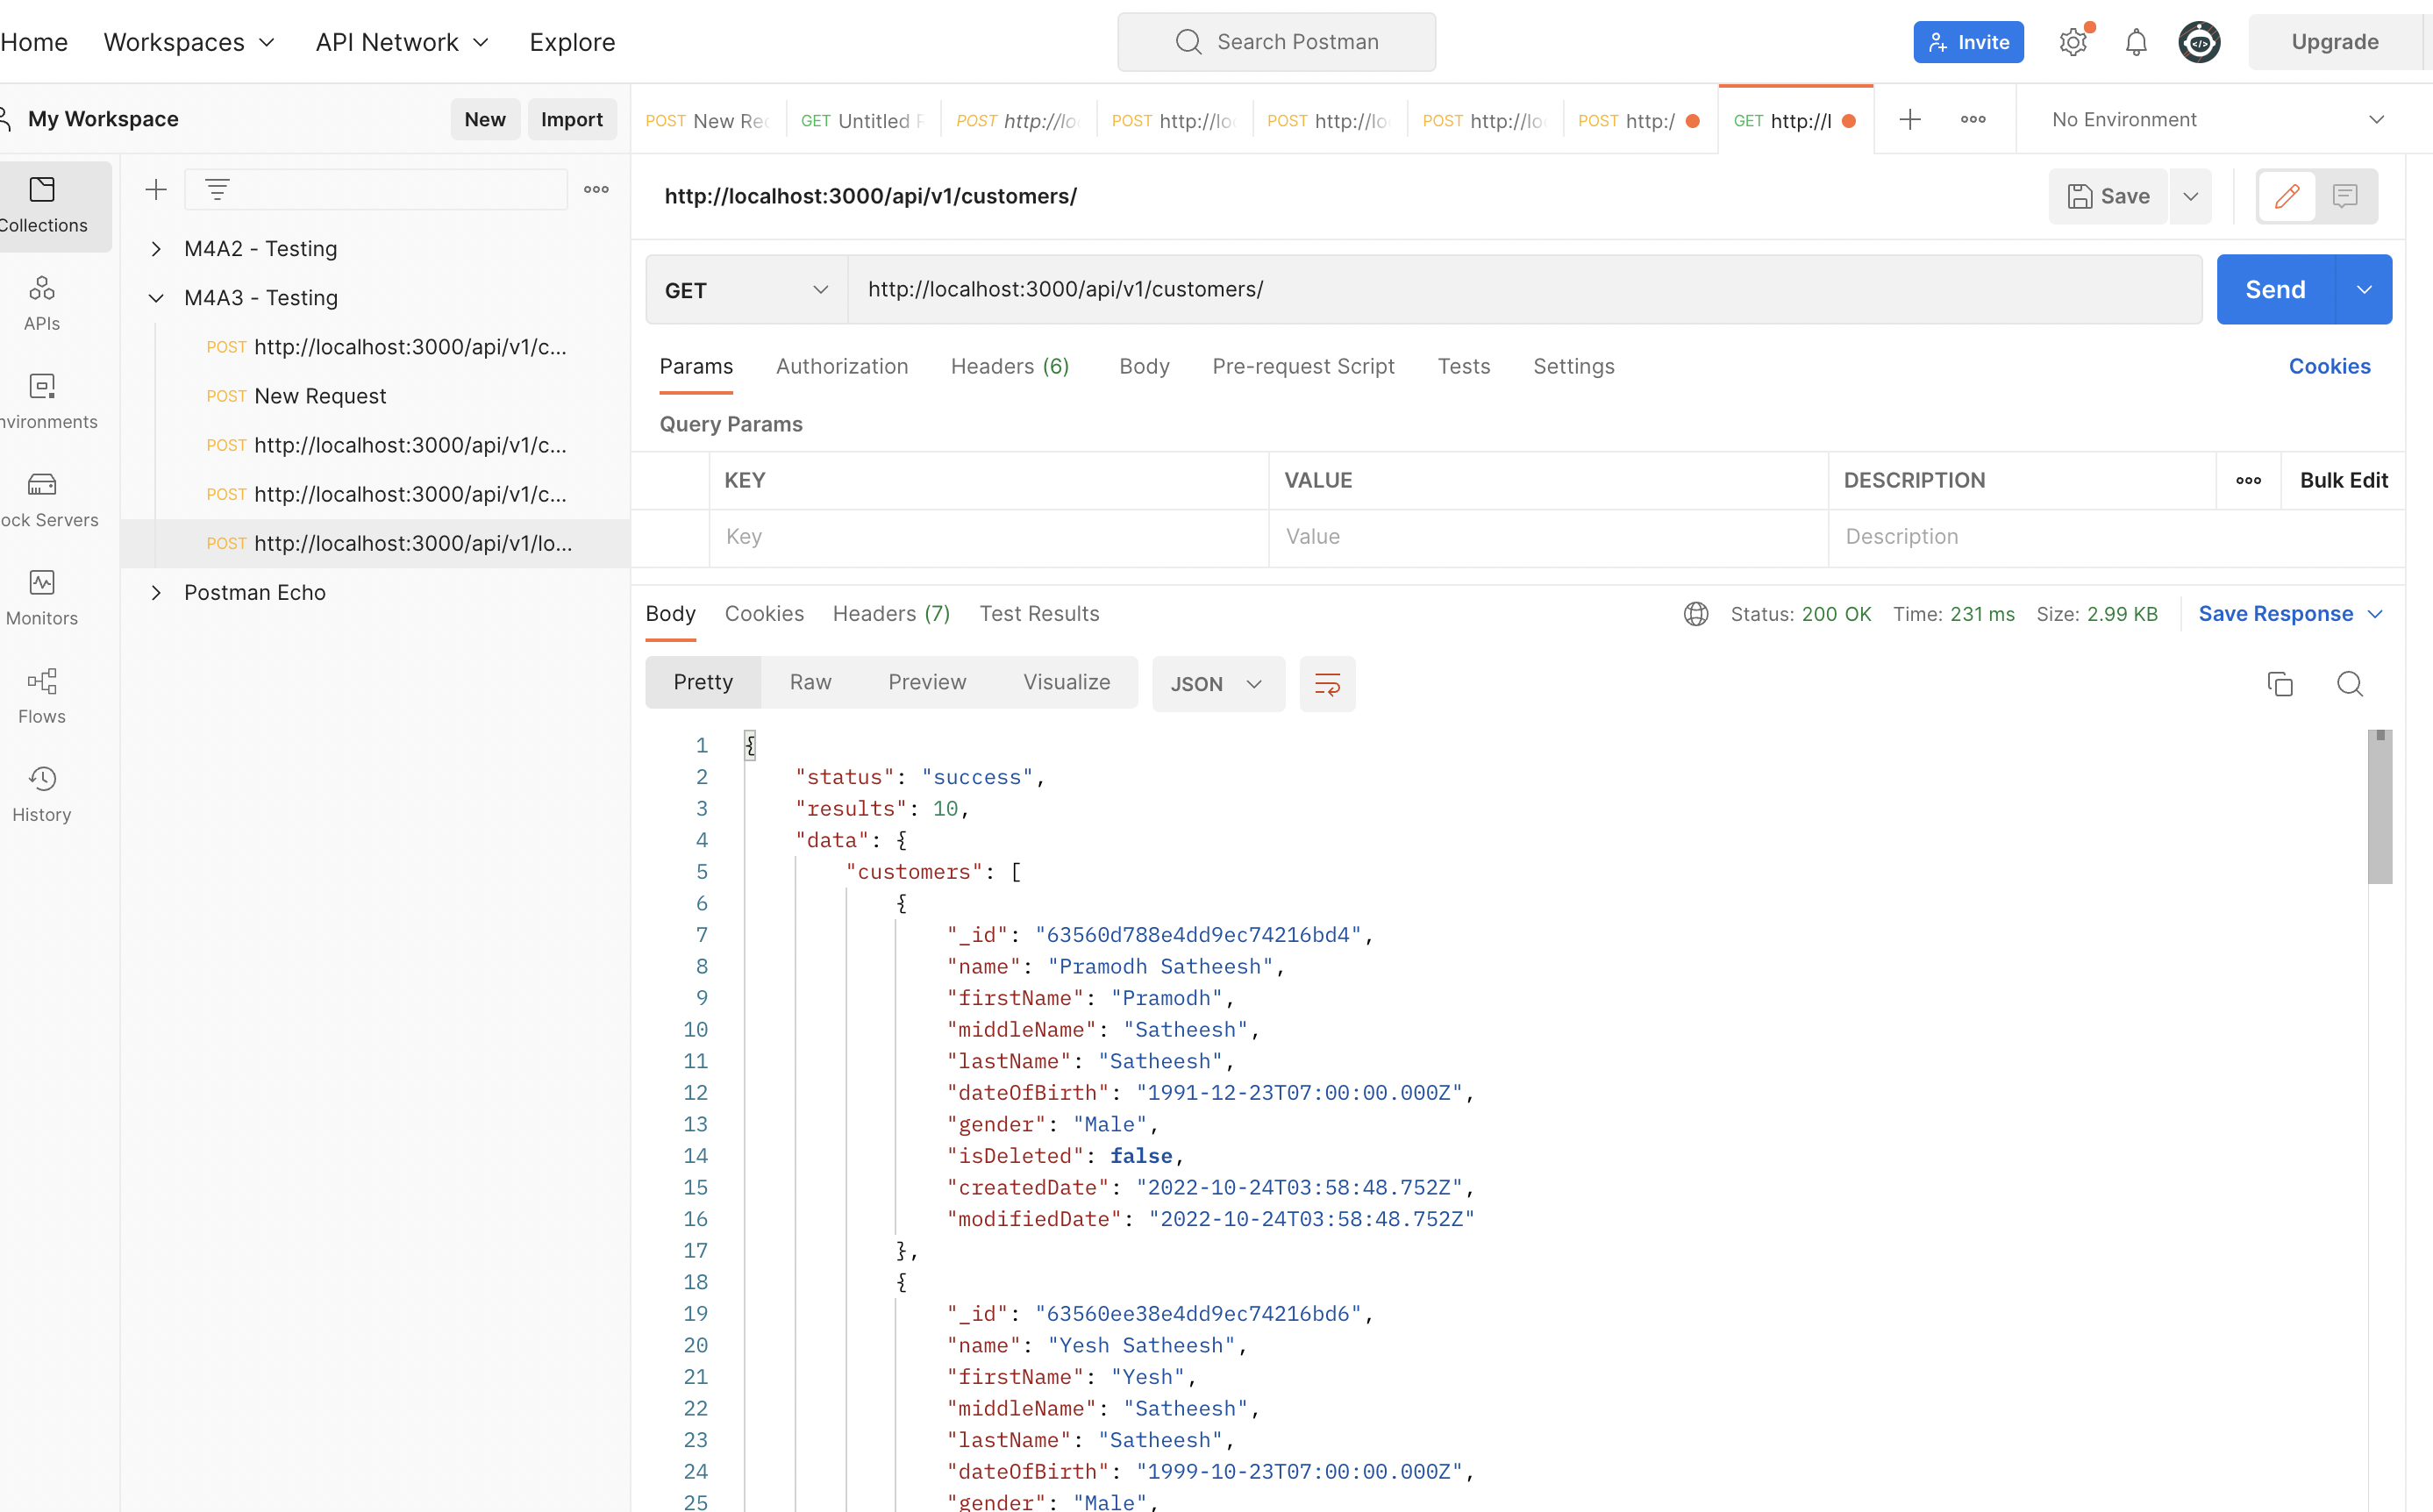 Home Workspaces API Network Explore Search Postman Invite Upgrade
My Workspace New Import POST New Rec GET Untitled POST http://lo POST http://lo POST http://lo POST http://lo POST http:/ GET http://l No Environment
Collections
M4A2 - Testing
M4A3 - Testing
POST http://localhost:3000/api/v1/c...
POST New Request
POST http://localhost:3000/api/v1/c...
POST http://localhost:3000/api/v1/c...
POST http://localhost:3000/api/v1/lo...
Postman Echo
APIs
nvironments
ock Servers
Monitors
Flows
History
http://localhost:3000/api/v1/customers/ Save
GET http://localhost:3000/api/v1/customers/ Send
Params Authorization Headers (6) Body Pre-request Script Tests Settings Cookies
Query Params
KEY VALUE DESCRIPTION Bulk Edit
Key Value Description
Body Cookies Headers (7) Test Results Status: 200 OK Time: 231 ms Size: 2.99 KB Save Response
Pretty Raw Preview Visualize JSON
1 {
2 "status": "success",
3 "results": 10,
4 "data": {
5 "customers": [
6 {
7 "_id": "63560d788e4dd9ec74216bd4",
8 "name": "Pramodh Satheesh",
9 "firstName": "Pramodh",
10 "middleName": "Satheesh",
11 "lastName": "Satheesh",
12 "dateOfBirth": "1991-12-23T07:00:00.000Z",
13 "gender": "Male",
14 "isDeleted": false,
15 "createdDate": "2022-10-24T03:58:48.752Z",
16 "modifiedDate": "2022-10-24T03:58:48.752Z"
17 },
18 {
19 "_id": "63560ee38e4dd9ec74216bd6",
20 "name": "Yesh Satheesh",
21 "firstName": "Yesh",
22 "middleName": "Satheesh",
23 "lastName": "Satheesh",
24 "dateOfBirth": "1999-10-23T07:00:00.000Z",
25 "gender": "Male",